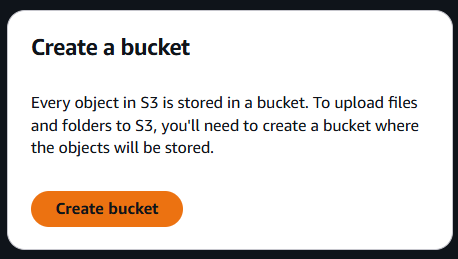 Create a bucket
Every object in S3 is stored in a bucket. To upload files
and folders to S3, you'll need to create a bucket where
the objects will be stored.
Create bucket